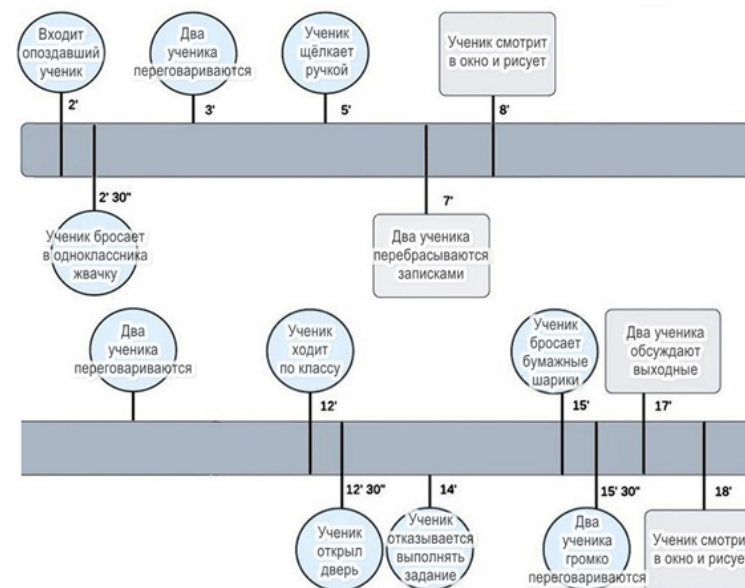 Входит
опоздавший
ученик
2'
Два
ученика
переговариваются
3'
Ученик
щёлкает
ручкой
5'
Ученик смотрит
в окно и рисует
8'
2' 30"
Ученик бросает
в одноклассника
жвачку
7'
Два ученика
перебрасываются
записками
Два
ученика
переговариваются
Ученик
ходит
по классу
12'
Ученик
бросает
бумажные
шарики
15'
Два ученика
обсуждают
выходные
17'
12' 30"
Ученик
открыл
дверь
14'
Ученик
отказывается
выполнять
задание
15' 30"
Два
ученика
громко
переговариваются
18'
Ученик смотрит
в окно и рисует